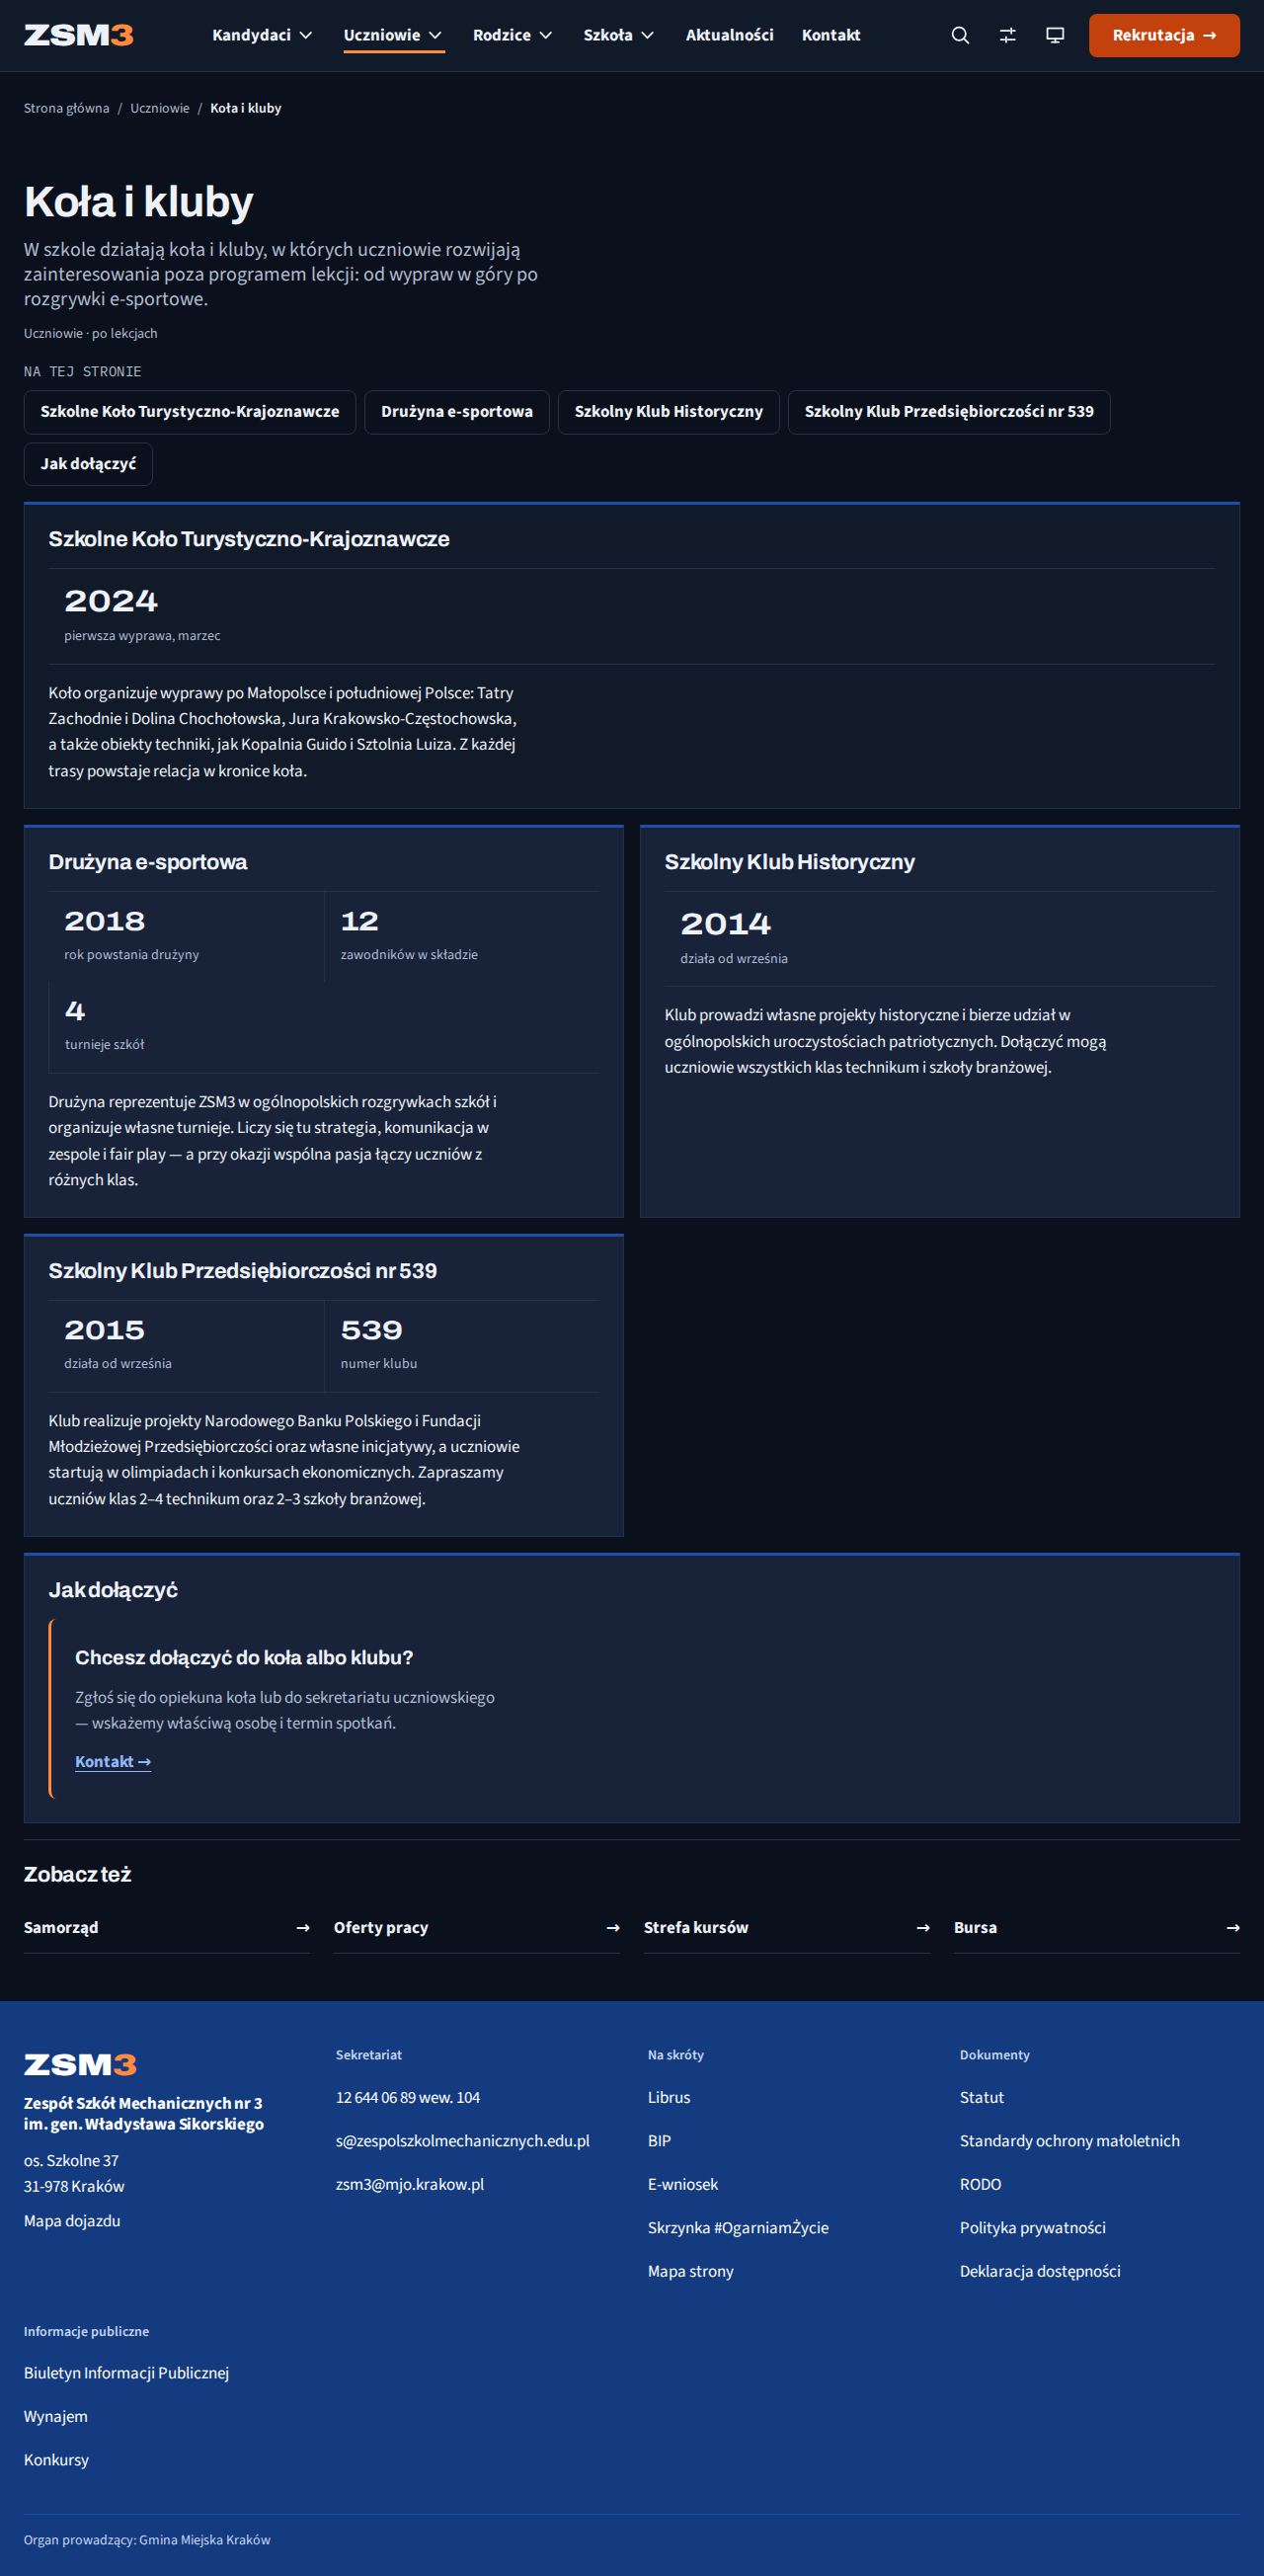 ZSM3
Kandydaci
Uczniowie
Rodzice
Szkoła
Aktualności
Kontakt
Rekrutacja →
Strona główna / Uczniowie / Koła i kluby
Koła i kluby
W szkole działają koła i kluby, w których uczniowie rozwijają
zainteresowania poza programem lekcji: od wypraw w góry po
rozgrywki e-sportowe.
Uczniowie · po lekcjach
NA TEJ STRONIE
Szkolne Koło Turystyczno-Krajoznawcze
Drużyna e-sportowa
Szkolny Klub Historyczny
Szkolny Klub Przedsiębiorczości nr 539
Jak dołączyć
Szkolne Koło Turystyczno-Krajoznawcze
2024
pierwsza wyprawa, marzec
Koło organizuje wyprawy po Małopolsce i południowej Polsce: Tatry
Zachodnie i Dolina Chochołowska, Jura Krakowsko-Częstochowska,
a także obiekty techniki, jak Kopalnia Guido i Sztolnia Luiza. Z każdej
trasy powstaje relacja w kronice koła.
Drużyna e-sportowa
2018
rok powstania drużyny
12
zawodników w składzie
4
turnieje szkół
Drużyna reprezentuje ZSM3 w ogólnopolskich rozgrywkach szkół i
organizuje własne turnieje. Liczy się tu strategia, komunikacja w
zespole i fair play — a przy okazji wspólna pasja łączy uczniów z
różnych klas.
Szkolny Klub Historyczny
2014
działa od września
Klub prowadzi własne projekty historyczne i bierze udział w
ogólnopolskich uroczystościach patriotycznych. Dołączyć mogą
uczniowie wszystkich klas technikum i szkoły branżowej.
Szkolny Klub Przedsiębiorczości nr 539
2015
działa od września
539
numer klubu
Klub realizuje projekty Narodowego Banku Polskiego i Fundacji
Młodzieżowej Przedsiębiorczości oraz własne inicjatywy, a uczniowie
startują w olimpiadach i konkursach ekonomicznych. Zapraszamy
uczniów klas 2–4 technikum oraz 2–3 szkoły branżowej.
Jak dołączyć
Chcesz dołączyć do koła albo klubu?
Zgłoś się do opiekuna koła lub do sekretariatu uczniowskiego
— wskażemy właściwą osobę i termin spotkań.
Kontakt →
Zobacz też
Samorząd →
Oferty pracy →
Strefa kursów →
Bursa →
ZSM3
Zespół Szkół Mechanicznych nr 3
im. gen. Władysława Sikorskiego
os. Szkolne 37
31-978 Kraków
Mapa dojazdu
Sekretariat
12 644 06 89 wew. 104
s@zespolszkolmechanicznych.edu.pl
zsm3@mjo.krakow.pl
Na skróty
Librus
BIP
E-wniosek
Skrzynka #OgarniamŻycie
Mapa strony
Dokumenty
Statut
Standardy ochrony małoletnich
RODO
Polityka prywatności
Deklaracja dostępności
Informacje publiczne
Biuletyn Informacji Publicznej
Wynajem
Konkursy
Organ prowadzący: Gmina Miejska Kraków